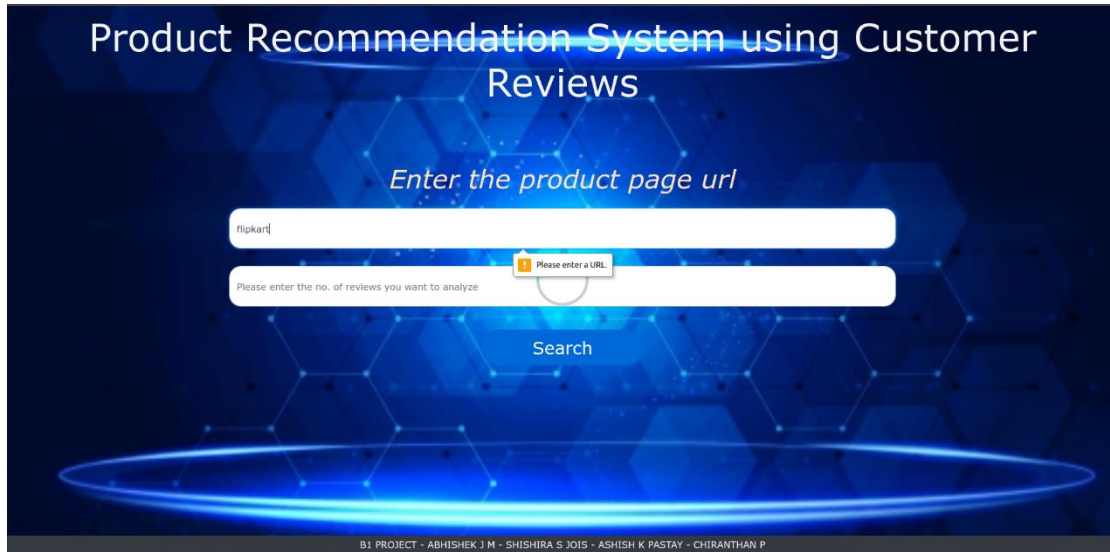 Product Recommendation System using Customer
Reviews
Enter the product page url
flipkart
Please enter a URL.
Please enter the no. of reviews you want to analyze
Search
B1 PROJECT - ABHISHEK J M - SHISHIRA S JOIS - ASHISH K PASTAY - CHIRANTHAN P